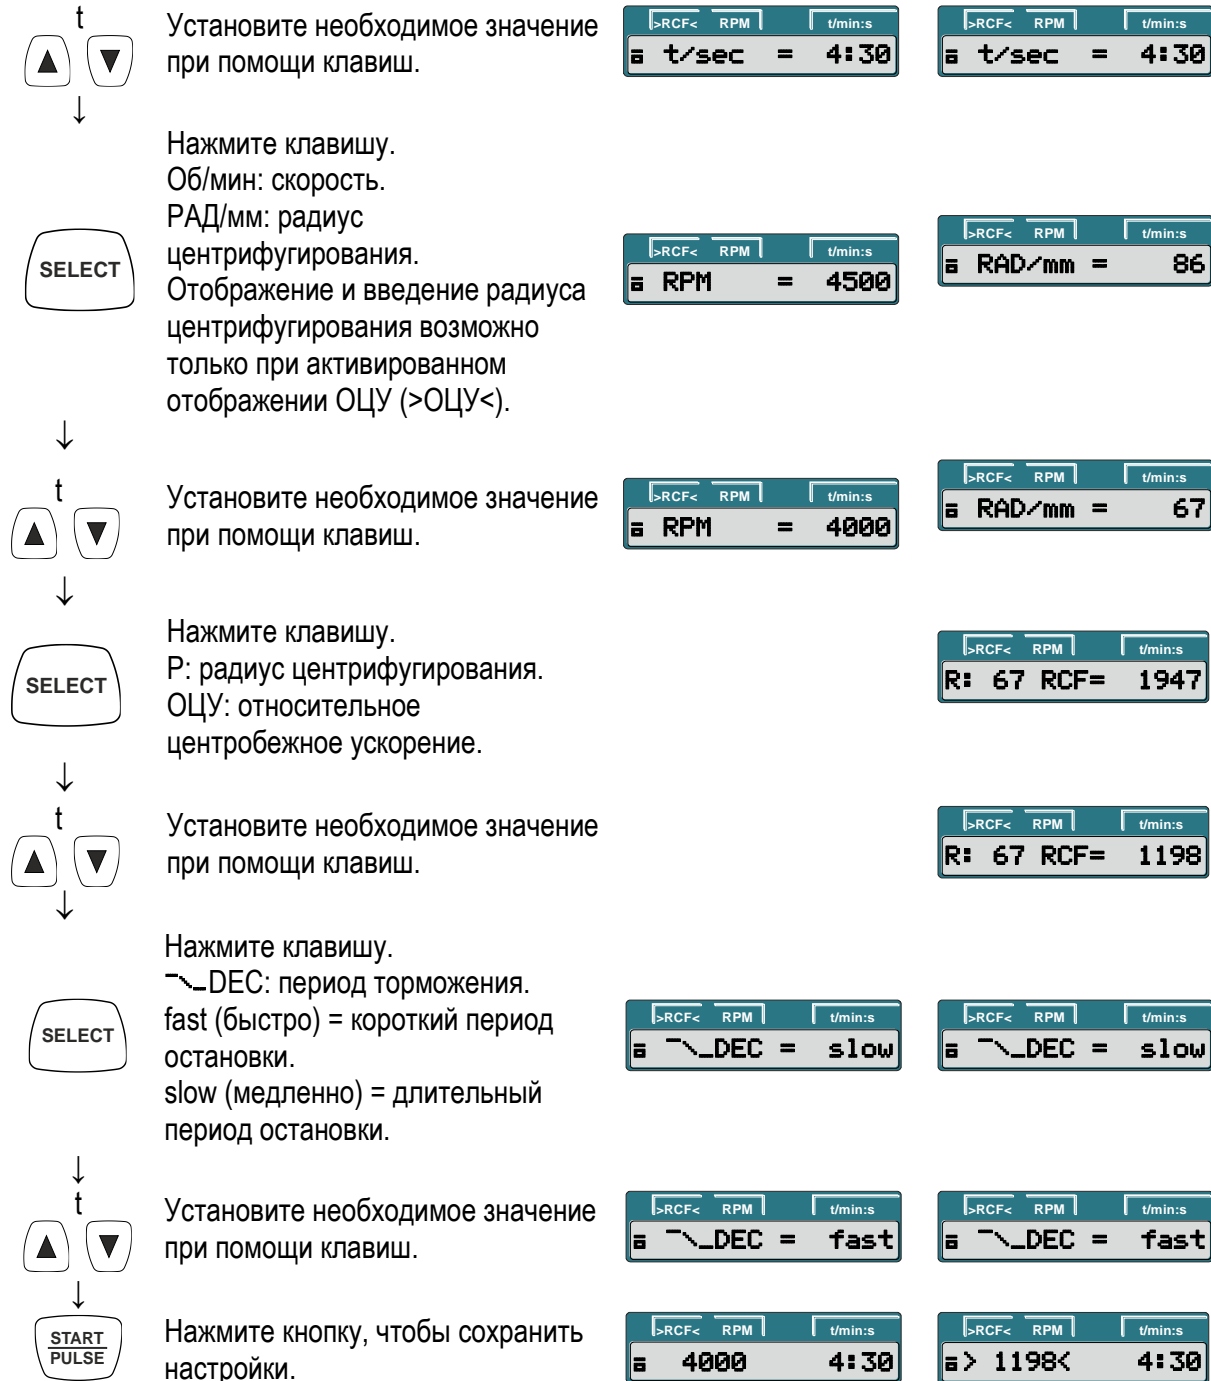 t
Установите необходимое значение
при помощи клавиш.
>RCF< RPM t/min:s
t/sec = 4:30
>RCF< RPM t/min:s
t/sec = 4:30
SELECT
Нажмите клавишу.
Об/мин: скорость.
РАД/мм: радиус
центрифугирования.
Отображение и введение радиуса
центрифугирования возможно
только при активированном
отображении ОЦУ (>ОЦУ<).
>RCF< RPM t/min:s
RPM = 4500
>RCF< RPM t/min:s
RAD/mm = 86
t
Установите необходимое значение
при помощи клавиш.
>RCF< RPM t/min:s
RPM = 4000
>RCF< RPM t/min:s
RAD/mm = 67
SELECT
Нажмите клавишу.
Р: радиус центрифугирования.
ОЦУ: относительное
центробежное ускорение.
>RCF< RPM t/min:s
R: 67 RCF= 1947
t
Установите необходимое значение
при помощи клавиш.
>RCF< RPM t/min:s
R: 67 RCF= 1198
SELECT
Нажмите клавишу.
DEC: период торможения.
fast (быстро) = короткий период
остановки.
slow (медленно) = длительный
период остановки.
>RCF< RPM t/min:s
DEC = slow
>RCF< RPM t/min:s
DEC = slow
t
Установите необходимое значение
при помощи клавиш.
>RCF< RPM t/min:s
DEC = fast
>RCF< RPM t/min:s
DEC = fast
START
PULSE
Нажмите кнопку, чтобы сохранить
настройки.
>RCF< RPM t/min:s
4000 4:30
>RCF< RPM t/min:s
> 1198< 4:30